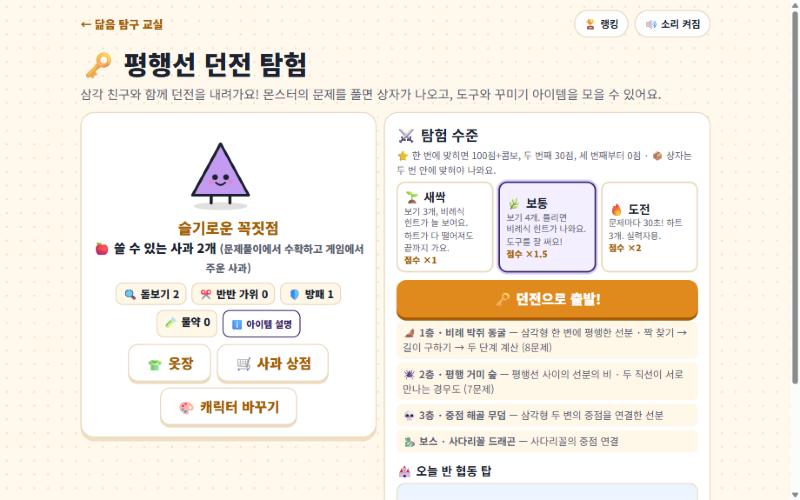 ← 닮음 탐구 교실
랭킹
소리 켜짐
평행선 던전 탐험
삼각 친구와 함께 던전을 내려가요! 몬스터의 문제를 풀면 상자가 나오고, 도구와 꾸미기 아이템을 모을 수 있어요.
슬기로운 꼭짓점
쓸 수 있는 사과 2개 (문제풀이에서 수확하고 게임에서
주운 사과)
돋보기 2
반반 가위 0
방패 1
물약 0
아이템 설명
옷장
사과 상점
캐릭터 바꾸기
탐험 수준
한 번에 맞히면 100점+콤보, 두 번째 30점, 세 번째부터 0점 · 상자는
두 번 안에 맞혀야 나와요.
새싹
보기 3개, 비례식
힌트가 늘 보여요.
하트가 다 떨어져도
끝까지 가요.
점수 ×1
보통
보기 4개. 틀리면
비례식 힌트가 나와요.
도구를 잘 써요!
점수 ×1.5
도전
문제마다 30초! 하트
3개. 실력자용.
점수 ×2
던전으로 출발!
1층 · 비례 박쥐 동굴 — 삼각형 한 변에 평행한 선분 · 짝 찾기 →
길이 구하기 → 두 단계 계산 (8문제)
2층 · 평행 거미 숲 — 평행선 사이의 선분의 비 · 두 직선이 서로
만나는 경우도 (7문제)
3층 · 중점 해골 무덤 — 삼각형 두 변의 중점을 연결한 선분
보스 · 사다리꼴 드래곤 — 사다리꼴의 중점 연결
오늘 반 협동 탑